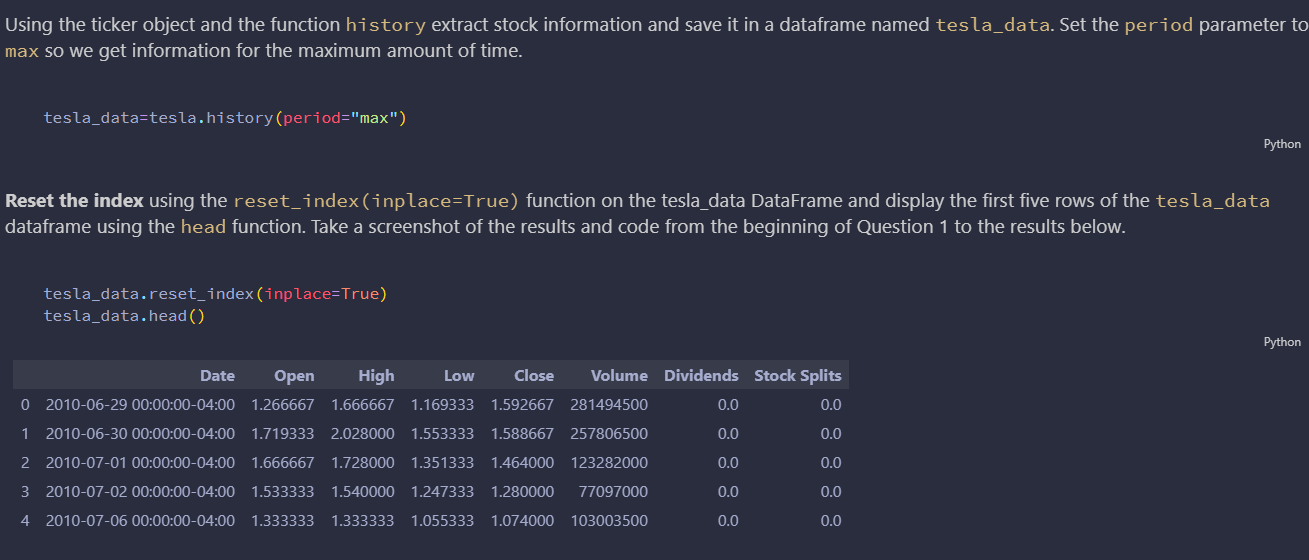 Using the ticker object and the function history extract stock information and save it in a dataframe named tesla_data. Set the period parameter to
max so we get information for the maximum amount of time.
tesla_data=tesla.history(period="max")
Python
Reset the index using the reset_index(inplace=True) function on the tesla_data DataFrame and display the first five rows of the tesla_data
dataframe using the head function. Take a screenshot of the results and code from the beginning of Question 1 to the results below.
tesla_data.reset_index(inplace=True)
tesla_data.head()
Python
Date Open High Low Close Volume Dividends Stock Splits
0 2010-06-29 00:00:00-04:00 1.266667 1.666667 1.169333 1.592667 281494500 0.0 0.0
1 2010-06-30 00:00:00-04:00 1.719333 2.028000 1.553333 1.588667 257806500 0.0 0.0
2 2010-07-01 00:00:00-04:00 1.666667 1.728000 1.351333 1.464000 123282000 0.0 0.0
3 2010-07-02 00:00:00-04:00 1.533333 1.540000 1.247333 1.280000 77097000 0.0 0.0
4 2010-07-06 00:00:00-04:00 1.333333 1.333333 1.055333 1.074000 103003500 0.0 0.0